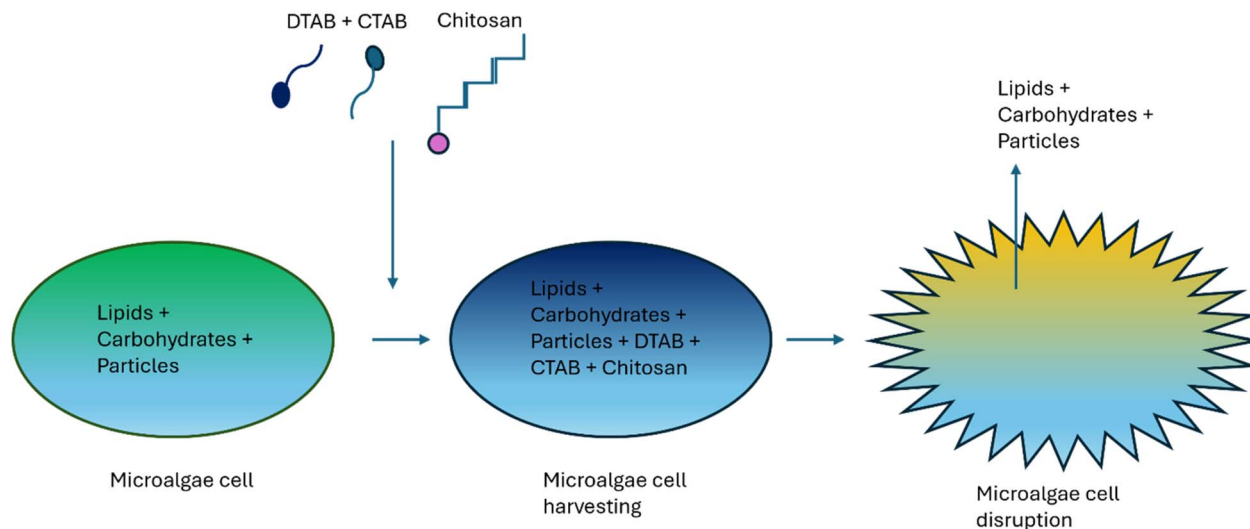 DTAB + CTAB
Chitosan
Lipids +
Carbohydrates +
Particles
Lipids +
Carbohydrates +
Particles
Lipids +
Carbohydrates +
Particles + DTAB +
CTAB + Chitosan
Microalgae cell
Microalgae cell
harvesting
Microalgae cell
disruption